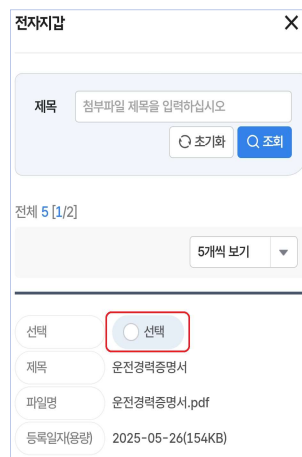 전자지갑
제목 첨부파일 제목을 입력하십시오
초기화 조회
전체 5 [1/2]
5개씩 보기
선택 선택
제목 운전경력증명서
파일명 운전경력증명서.pdf
등록일자(용량) 2025-05-26(154KB)